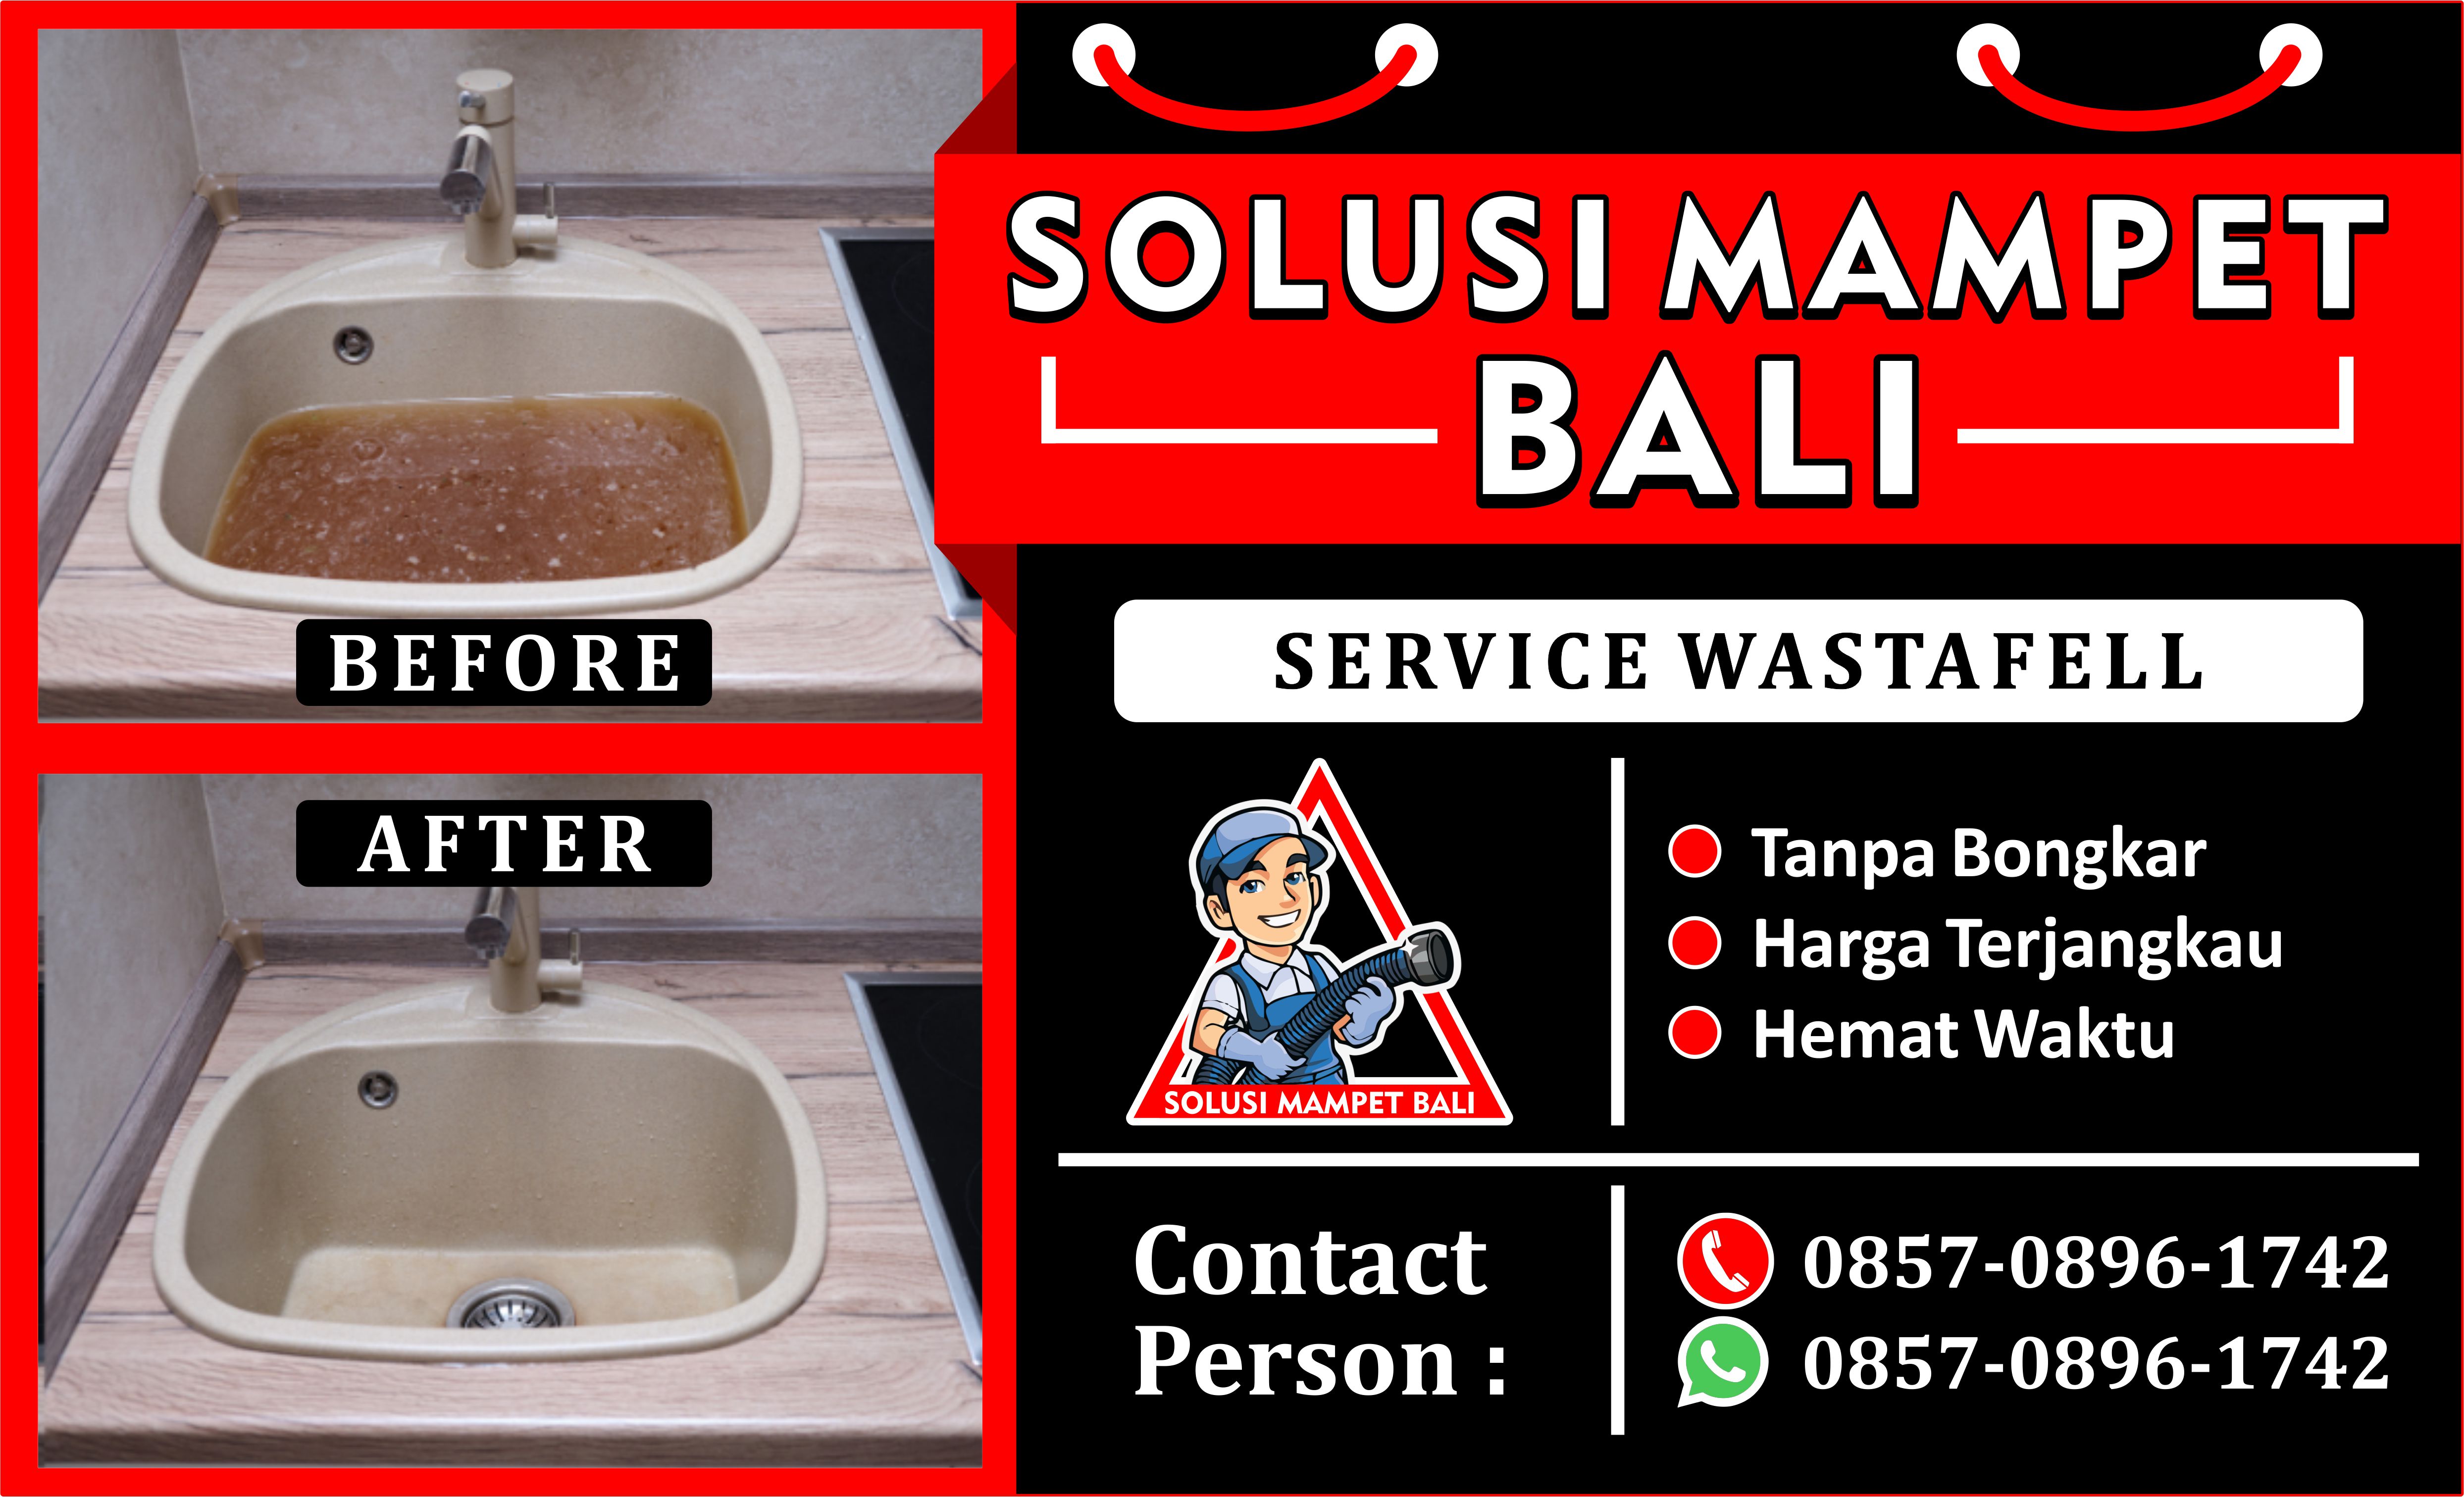 SOLUSI MAMPET
BALI
BEFORE
SERVICE WASTAFELL
AFTER
Tanpa Bongkar
Harga Terjangkau
Hemat Waktu
SOLUSI MAMPET BALI
Contact
Person :
0857-0896-1742
0857-0896-1742